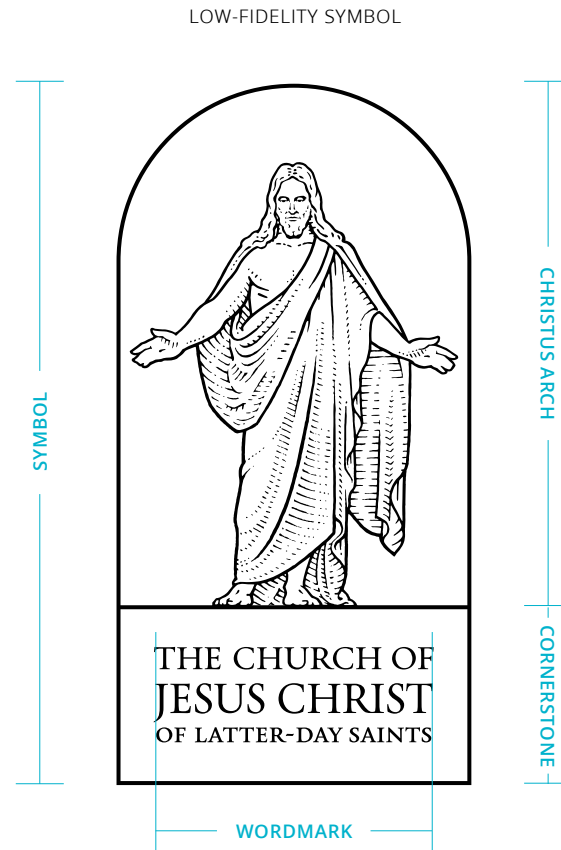 LOW-FIDELITY SYMBOL
SYMBOL
CHRISTUS ARCH
CORNERSTONE
THE CHURCH OF
JESUS CHRIST
OF LATTER-DAY SAINTS
WORDMARK